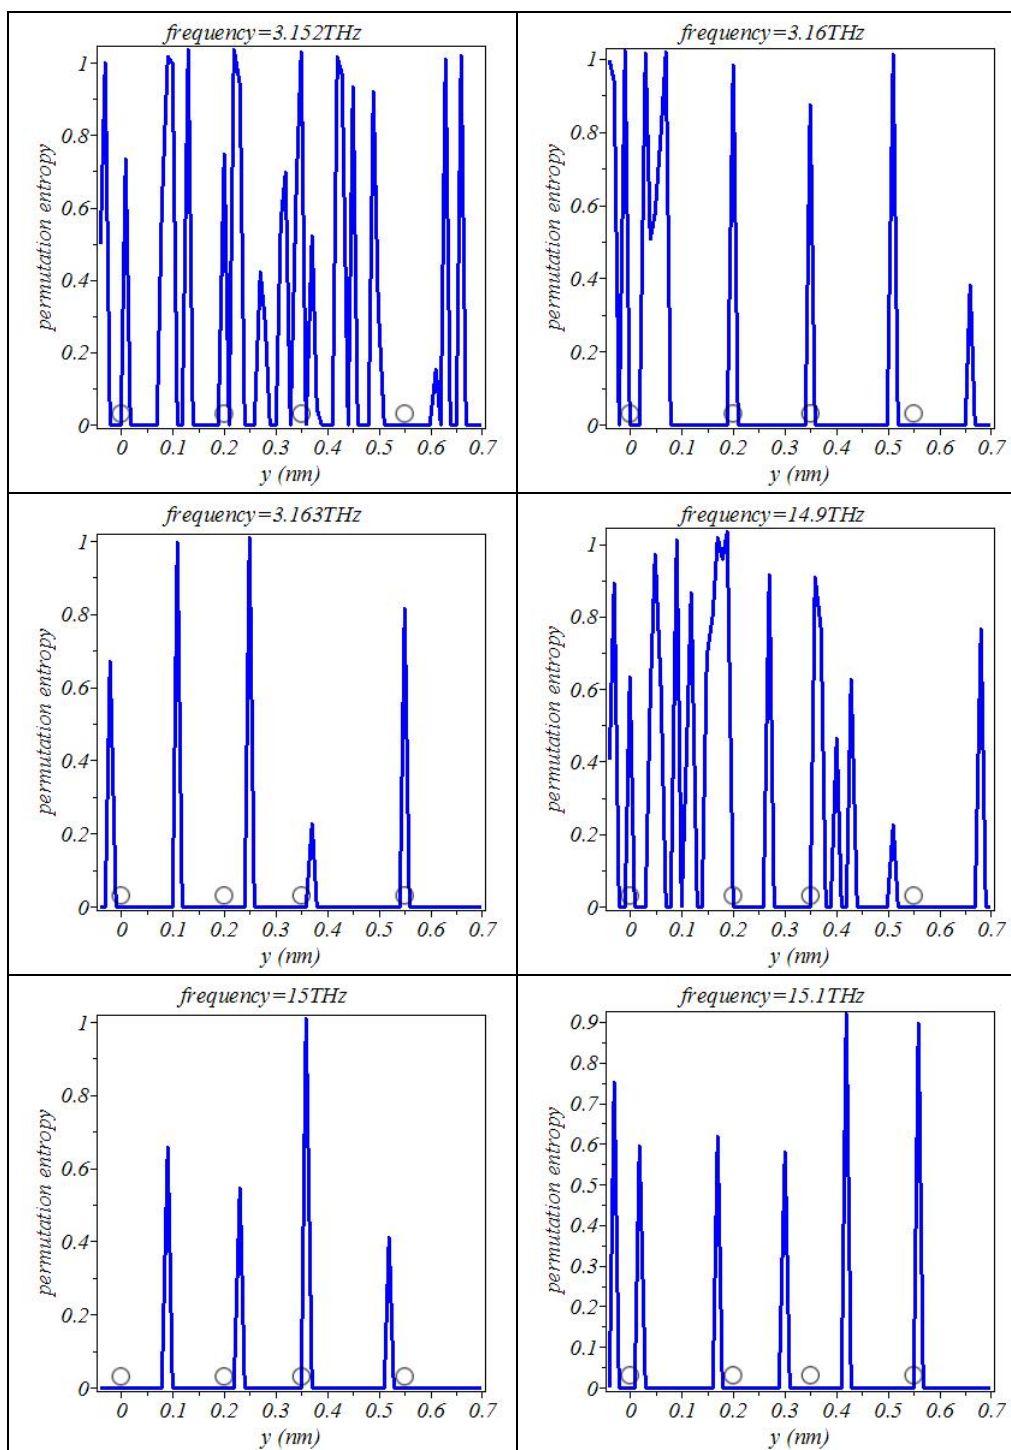 frequency=3.152THz
permutation entropy
1
0.8
0.6
0.4
0.2
0
0 0.1 0.2 0.3 0.4 0.5 0.6 0.7
y (nm)
frequency=3.16THz
permutation entropy
1
0.8
0.6
0.4
0.2
0
0 0.1 0.2 0.3 0.4 0.5 0.6 0.7
y (nm)
frequency=3.163THz
permutation entropy
1
0.8
0.6
0.4
0.2
0
0 0.1 0.2 0.3 0.4 0.5 0.6 0.7
y (nm)
frequency=14.9THz
permutation entropy
1
0.8
0.6
0.4
0.2
0
0 0.1 0.2 0.3 0.4 0.5 0.6 0.7
y (nm)
frequency=15THz
permutation entropy
1
0.8
0.6
0.4
0.2
0
0 0.1 0.2 0.3 0.4 0.5 0.6 0.7
y (nm)
frequency=15.1THz
permutation entropy
0.9
0.8
0.7
0.6
0.5
0.4
0.3
0.2
0.1
0
0 0.1 0.2 0.3 0.4 0.5 0.6 0.7
y (nm)